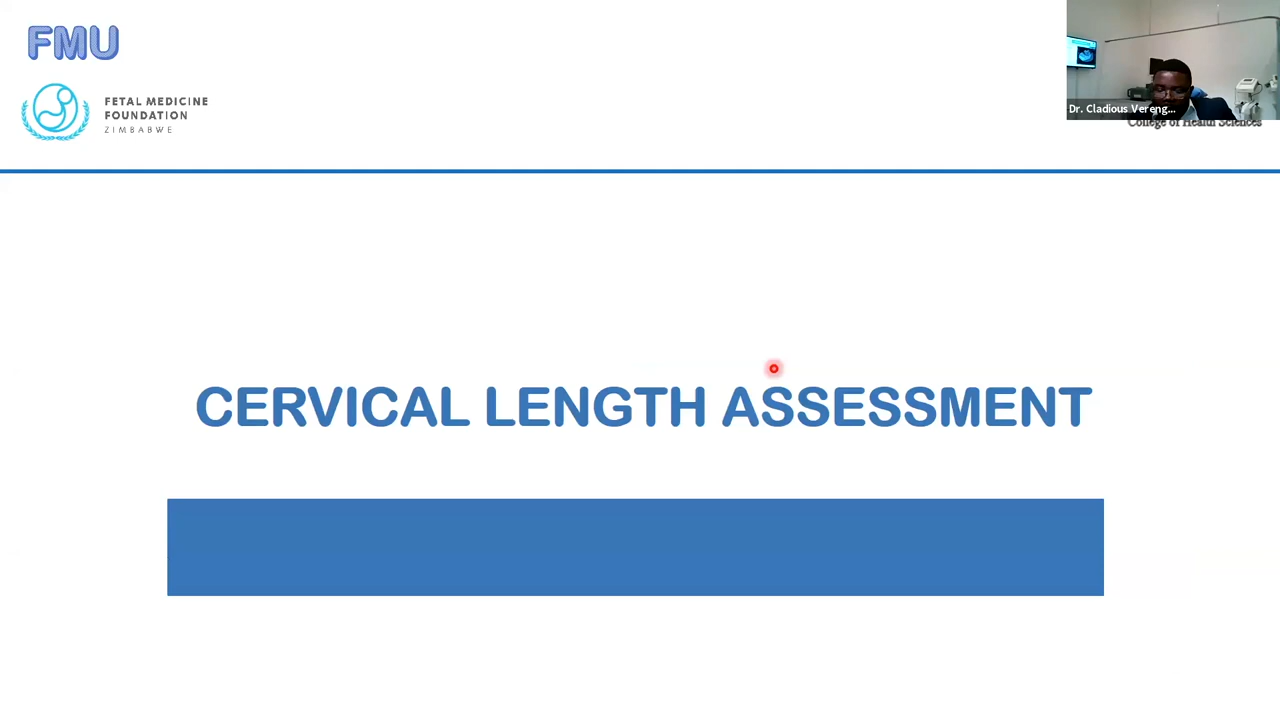 FMU
FETAL MEDICINE
FOUNDATION
ZIMBABWE
Dr. Cladious Vereng...
College of Health Sciences
CERVICAL LENGTH ASSESSMENT